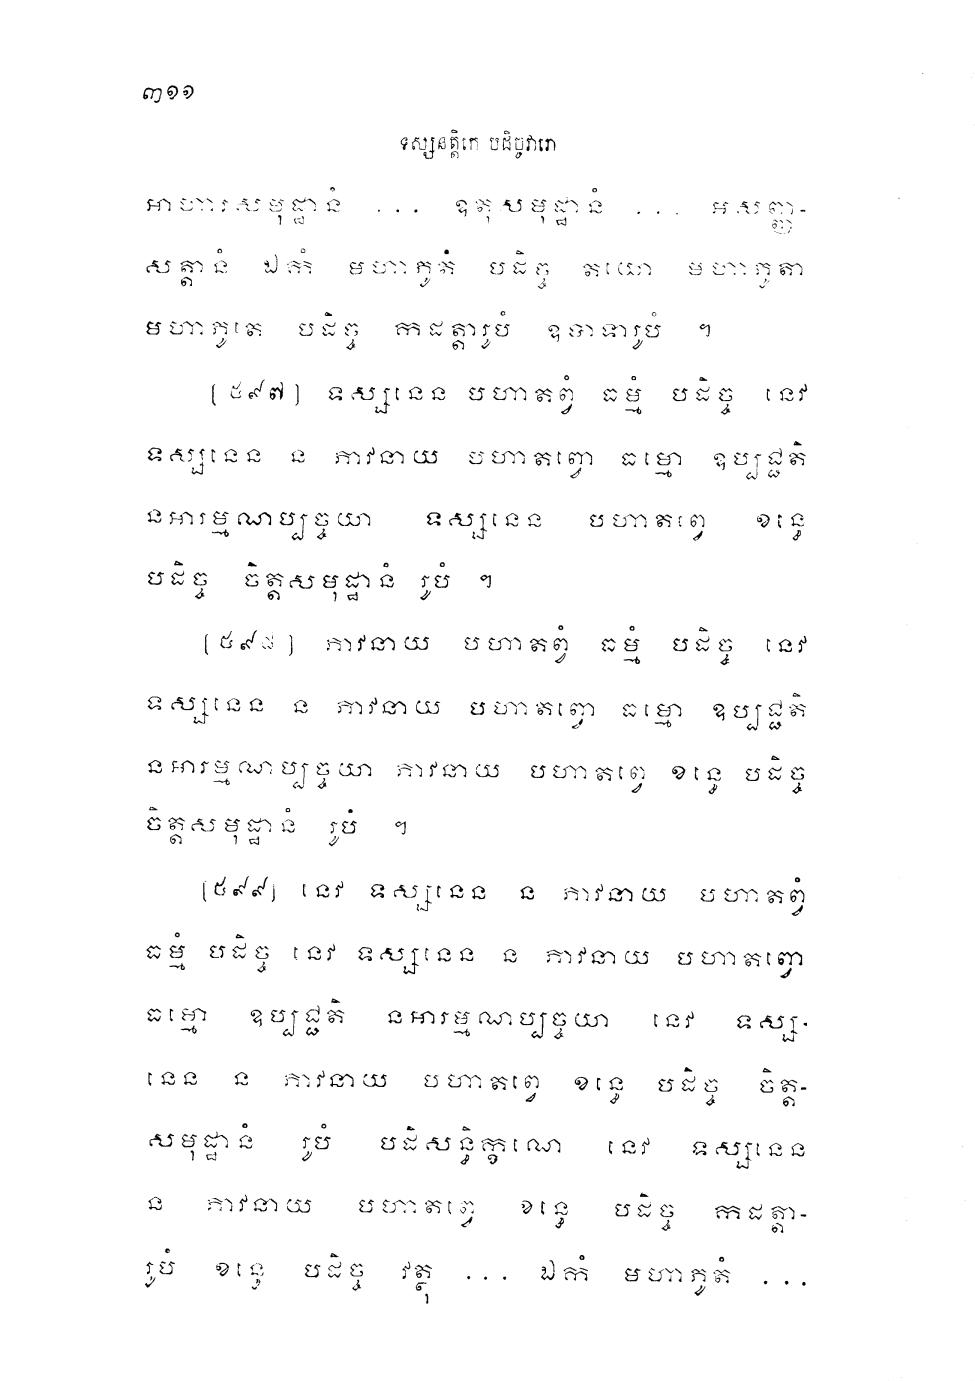 ៣១១
ទស្សនត្តិកេ បដិច្ចវារោ
អាហារសមុដ្ឋានំ ... ឧតុសមុដ្ឋានំ ... អសញ្ញ-
សត្តានំ ឯកំ មហាភូតំ បដិច្ច តយោ មហាភូតា
មហាភូតេ បដិច្ច កដត្តារូបំ ឧបាទារូបំ ។
[៥៩៧] ទស្សនេន បហាតព្វំ ធម្មំ បដិច្ច នេវ
ទស្សនេន ន ភាវនាយ បហាតព្វោ ធម្មោ ឧប្បជ្ជតិ
នអារម្មណប្បច្ចយា ទស្សនេន បហាតព្វេ ខន្ធេ
បដិច្ច ចិត្តសមុដ្ឋានំ រូបំ ។
[៥៩៨] ភាវនាយ បហាតព្វំ ធម្មំ បដិច្ច នេវ
ទស្សនេន ន ភាវនាយ បហាតព្វោ ធម្មោ ឧប្បជ្ជតិ
នអារម្មណប្បច្ចយា ភាវនាយ បហាតព្វេ ខន្ធេ បដិច្ច
ចិត្តសមុដ្ឋានំ រូបំ ។
[៥៩៩] នេវ ទស្សនេន ន ភាវនាយ បហាតព្វំ
ធម្មំ បដិច្ច នេវ ទស្សនេន ន ភាវនាយ បហាតព្វោ
ធម្មោ ឧប្បជ្ជតិ នអារម្មណប្បច្ចយា នេវ ទស្ស-
នេន ន ភាវនាយ បហាតព្វេ ខន្ធេ បដិច្ច ចិត្ត-
សមុដ្ឋានំ រូបំ បដិសន្ធិក្ខណេ នេវ ទស្សនេន
ន ភាវនាយ បហាតព្វេ ខន្ធេ បដិច្ច កដត្តា-
រូបំ ខន្ធេ បដិច្ច វត្ថុ ... ឯកំ មហាភូតំ ...